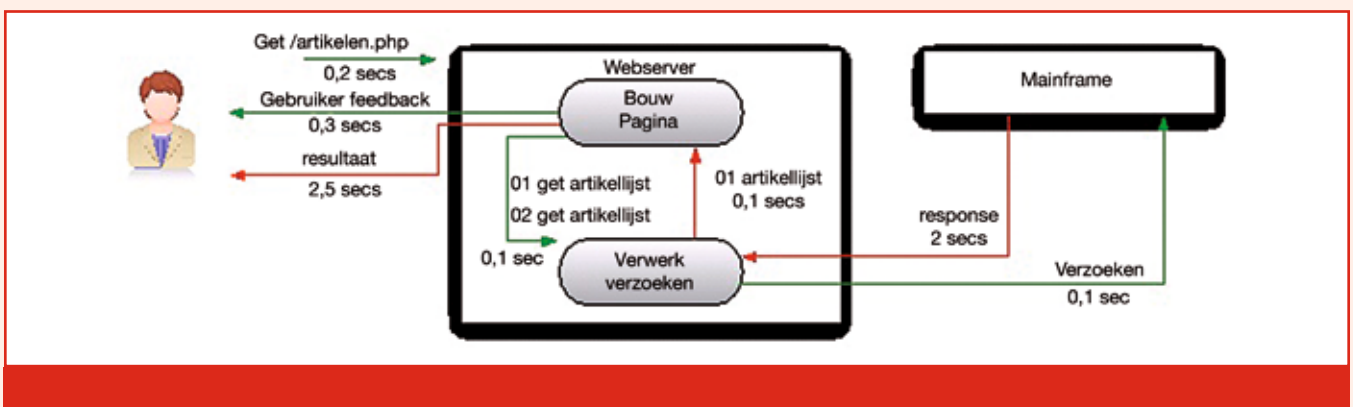 Get /artikelen.php
0,2 secs
Gebruiker feedback
0,3 secs
resultaat
2,5 secs
Webserver
Bouw
Pagina
01 get artikellijst
02 get artikellijst
0,1 sec
01 artikellijst
0,1 secs
Verwerk
verzoeken
Mainframe
response
2 secs
Verzoeken
0,1 sec